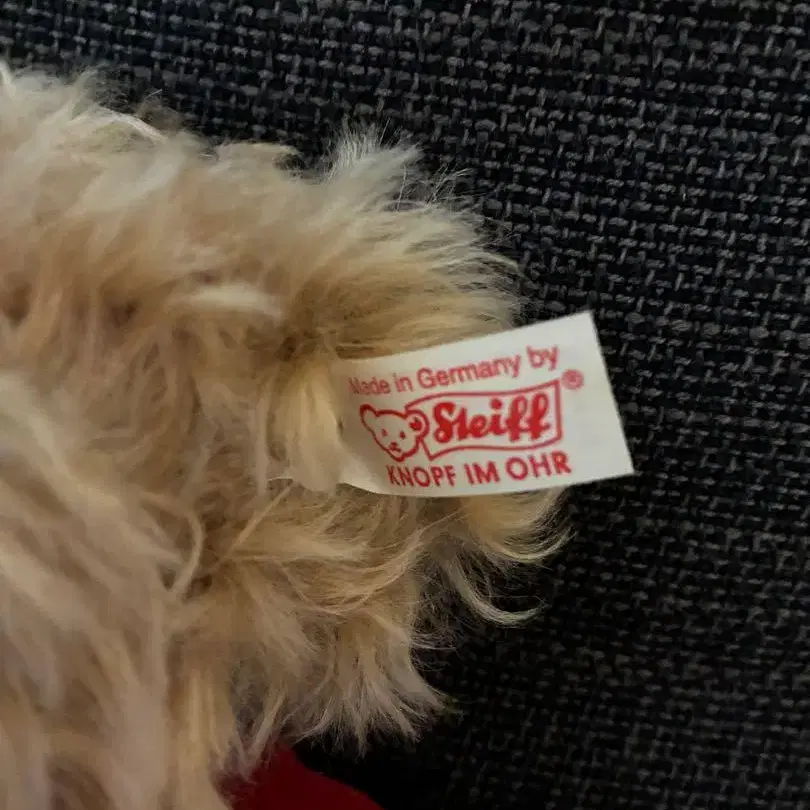 Made in Germany by
Steiff®
KNOPF IM OHR